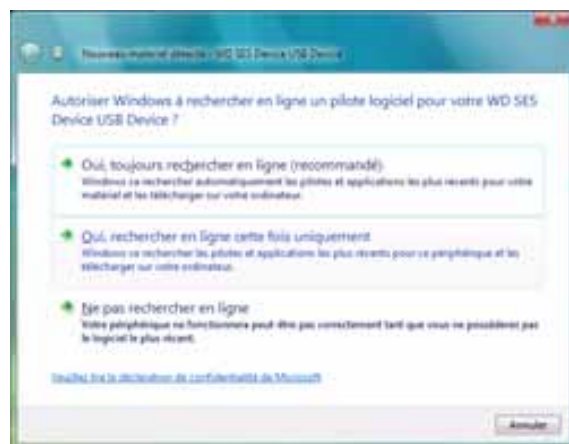 Nouveau matériel détecté - WD SES Device USB Device
Autoriser Windows à rechercher en ligne un pilote logiciel pour votre WD SES
Device USB Device ?
Oui, toujours rechercher en ligne (recommandé)
Windows va rechercher automatiquement les pilotes et applications les plus récents pour votre
matériel et les télécharger sur votre ordinateur.
Oui, rechercher en ligne cette fois uniquement
Windows va rechercher les pilotes et applications les plus récents pour ce périphérique et les
télécharger sur votre ordinateur.
Ne pas rechercher en ligne
Votre périphérique ne fonctionnera peut-être pas correctement tant que vous ne posséderez pas
le logiciel le plus récent.
Veuillez lire la déclaration de confidentialité de Microsoft
Annuler